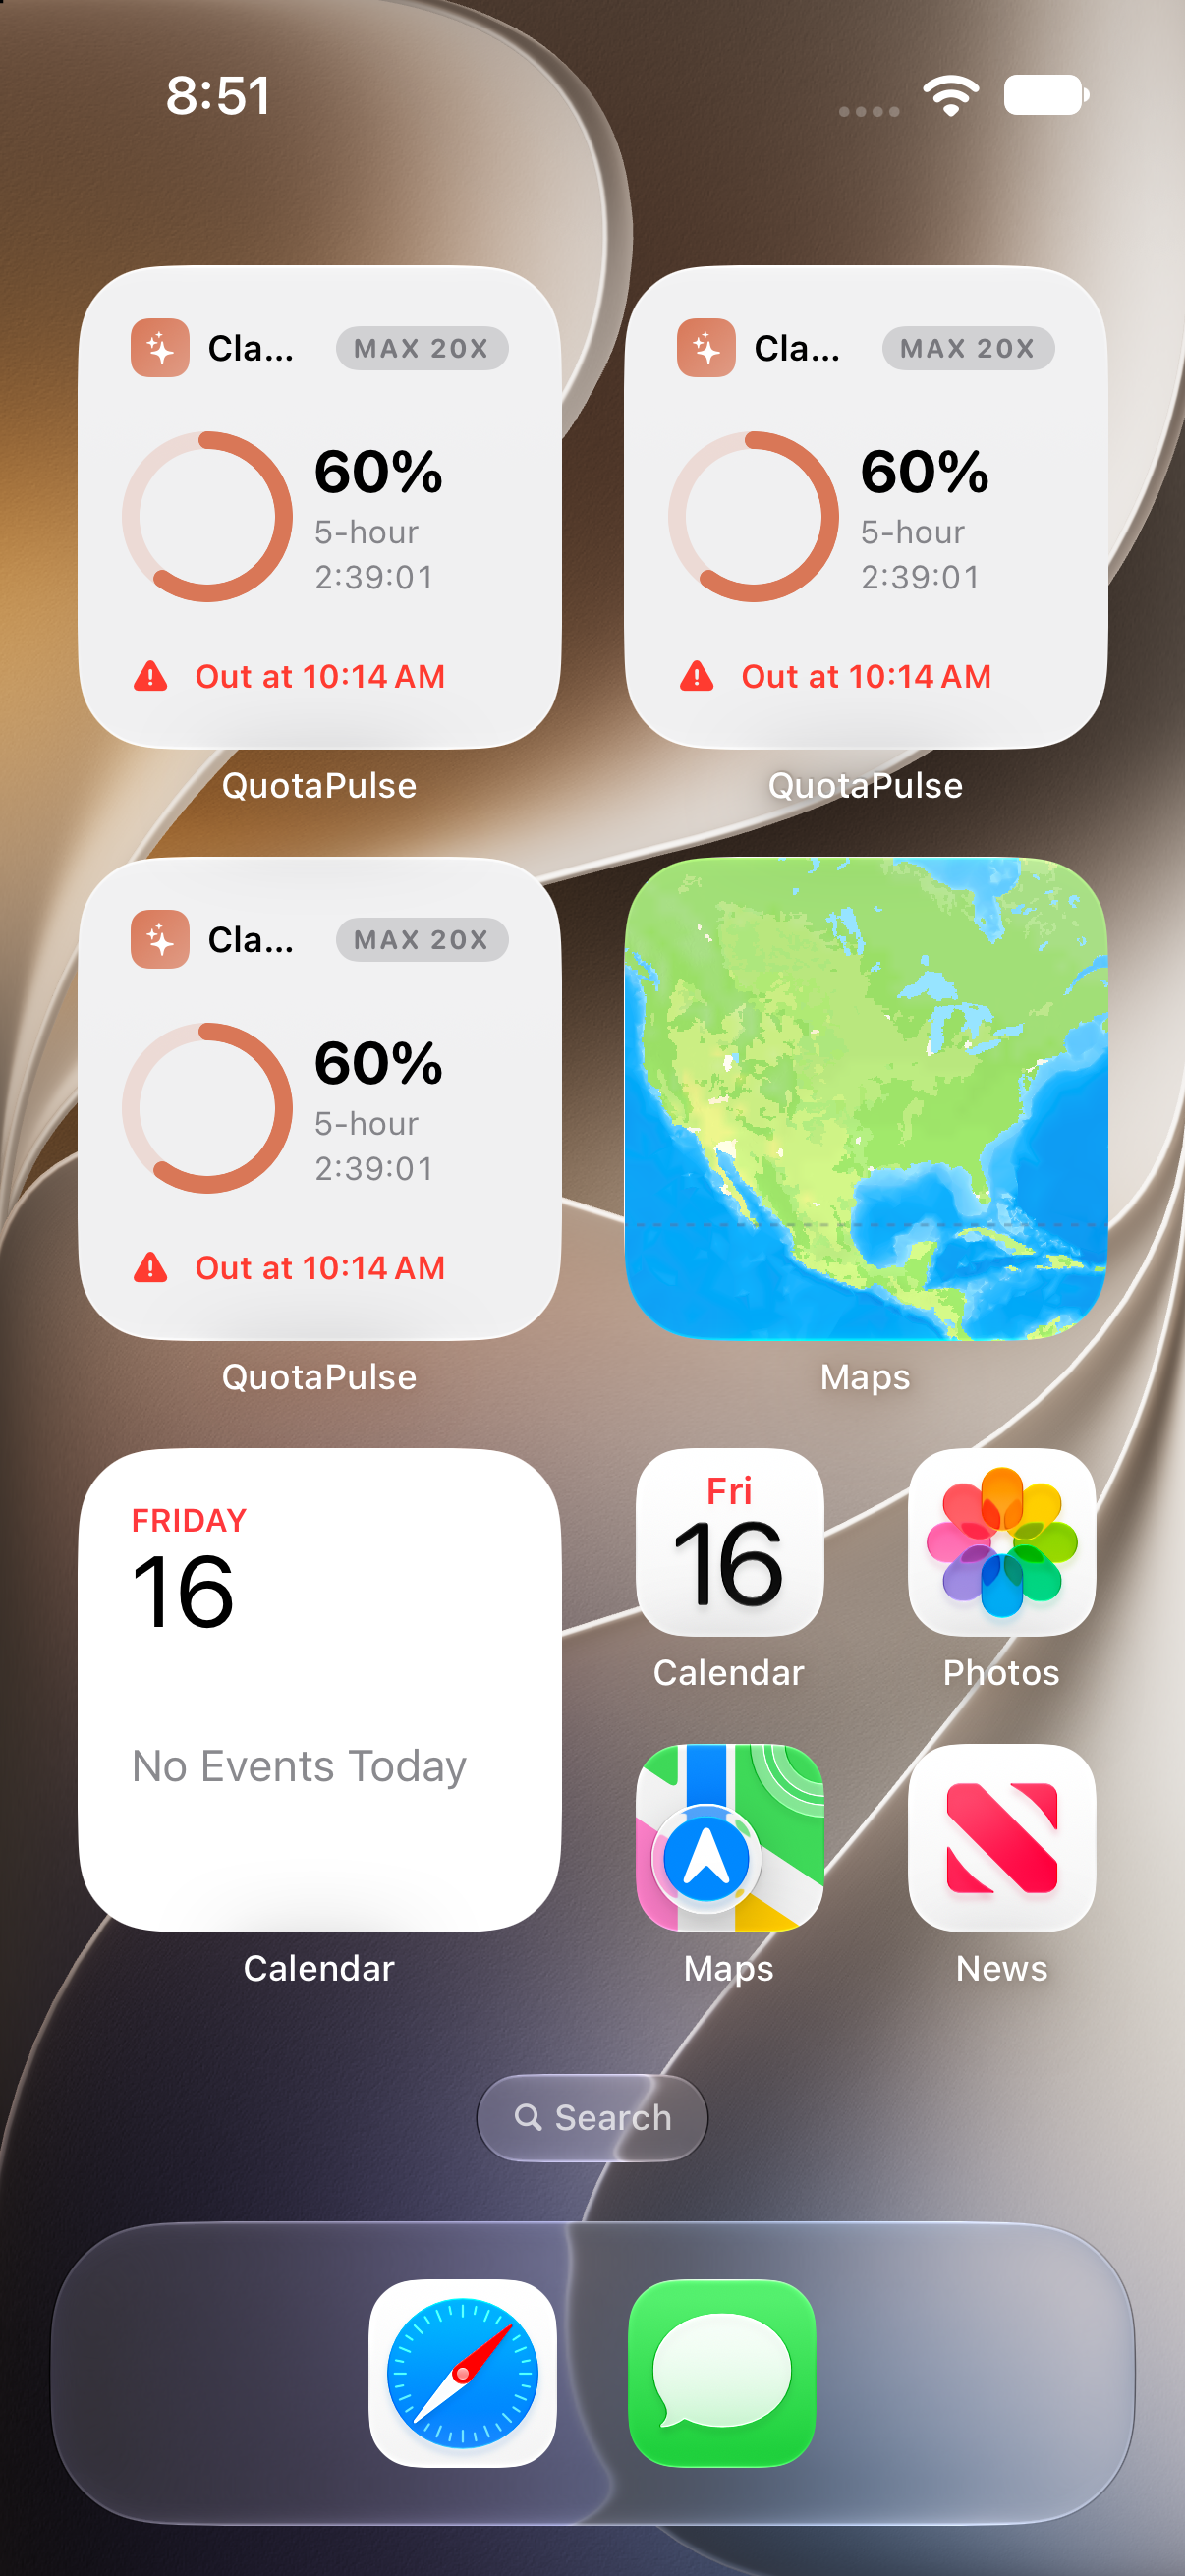 8:51
Cla...
MAX 20X
60%
5-hour
2:39:01
Out at 10:14 AM
QuotaPulse
Cla...
MAX 20X
60%
5-hour
2:39:01
Out at 10:14 AM
QuotaPulse
Cla...
MAX 20X
60%
5-hour
2:39:01
Out at 10:14 AM
QuotaPulse
Maps
FRIDAY
16
No Events Today
Calendar
Fri
16
Calendar
Photos
Maps
News
Search